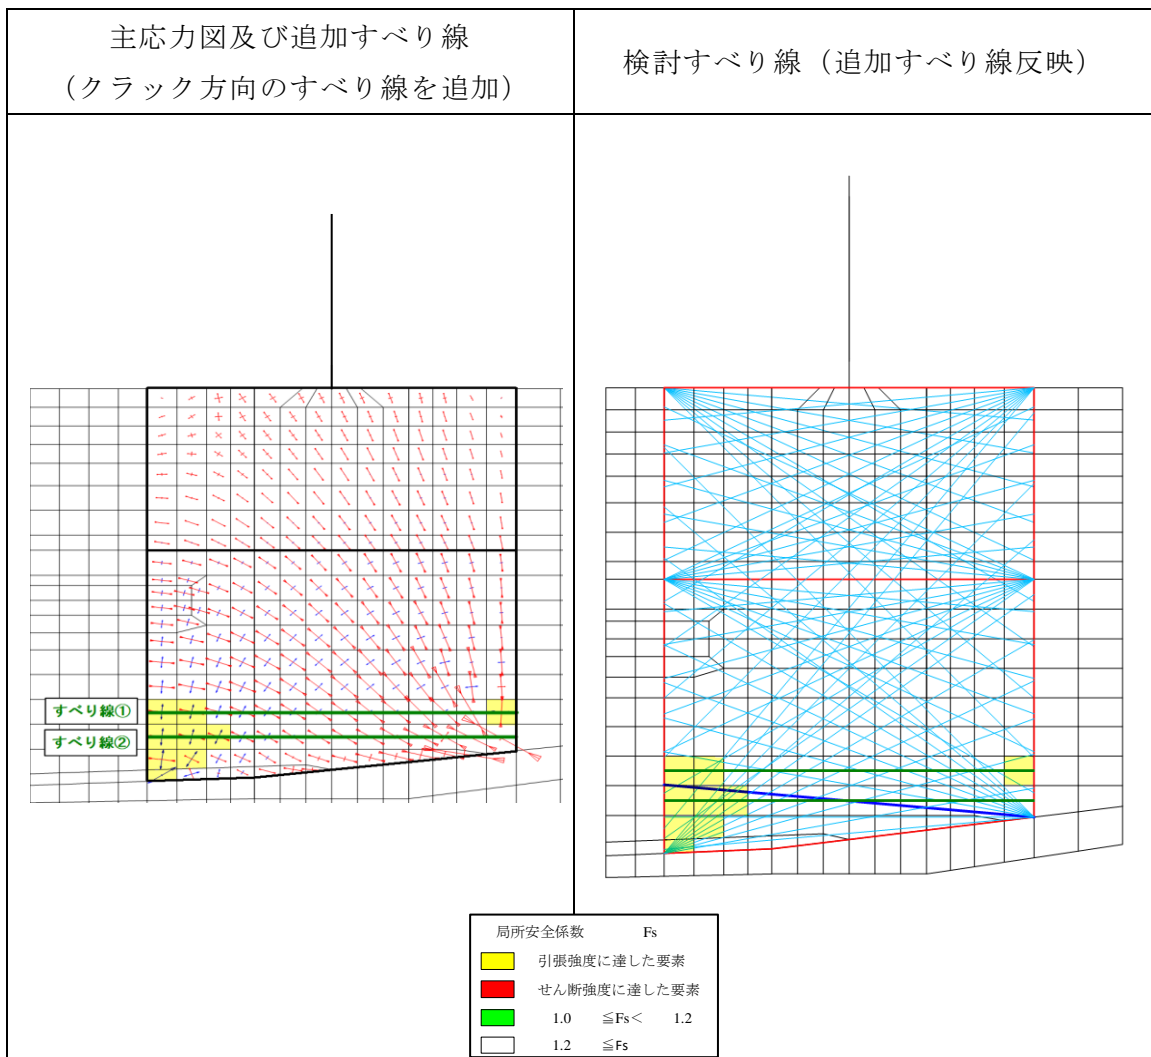 主応力図及び追加すべり線
(クラック方向のすべり線を追加)
検討すべり線(追加すべり線反映)
すべり線①
すべり線②
局所安全係数 Fs
引張強度に達した要素
せん断強度に達した要素
1.0 ≦Fs< 1.2
1.2 ≦Fs